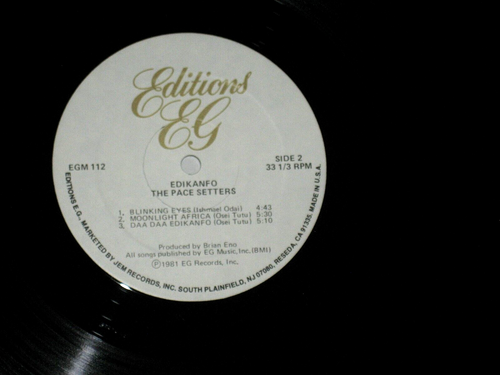 Editions
EG
EGM 112
SIDE 2
33 1/3 RPM
EDIKANFO
THE PACE SETTERS
1. BLINKING EYES (Ishmael Odai) 4:43
2. MOONLIGHT AFRICA (Osei Tutu) 5:30
3. DAA DAA EDIKANFO (Osei Tutu) 5:10
Produced by Brian Eno
All songs published by EG Music, Inc. (BMI)
Ⓟ1981 EG Records, Inc.
EDITIONS E.G., MARKETED BY JEM RECORDS, INC. SOUTH PLAINFIELD, NJ 07080, RESEDA, CA 91335. MADE IN U.S.A.